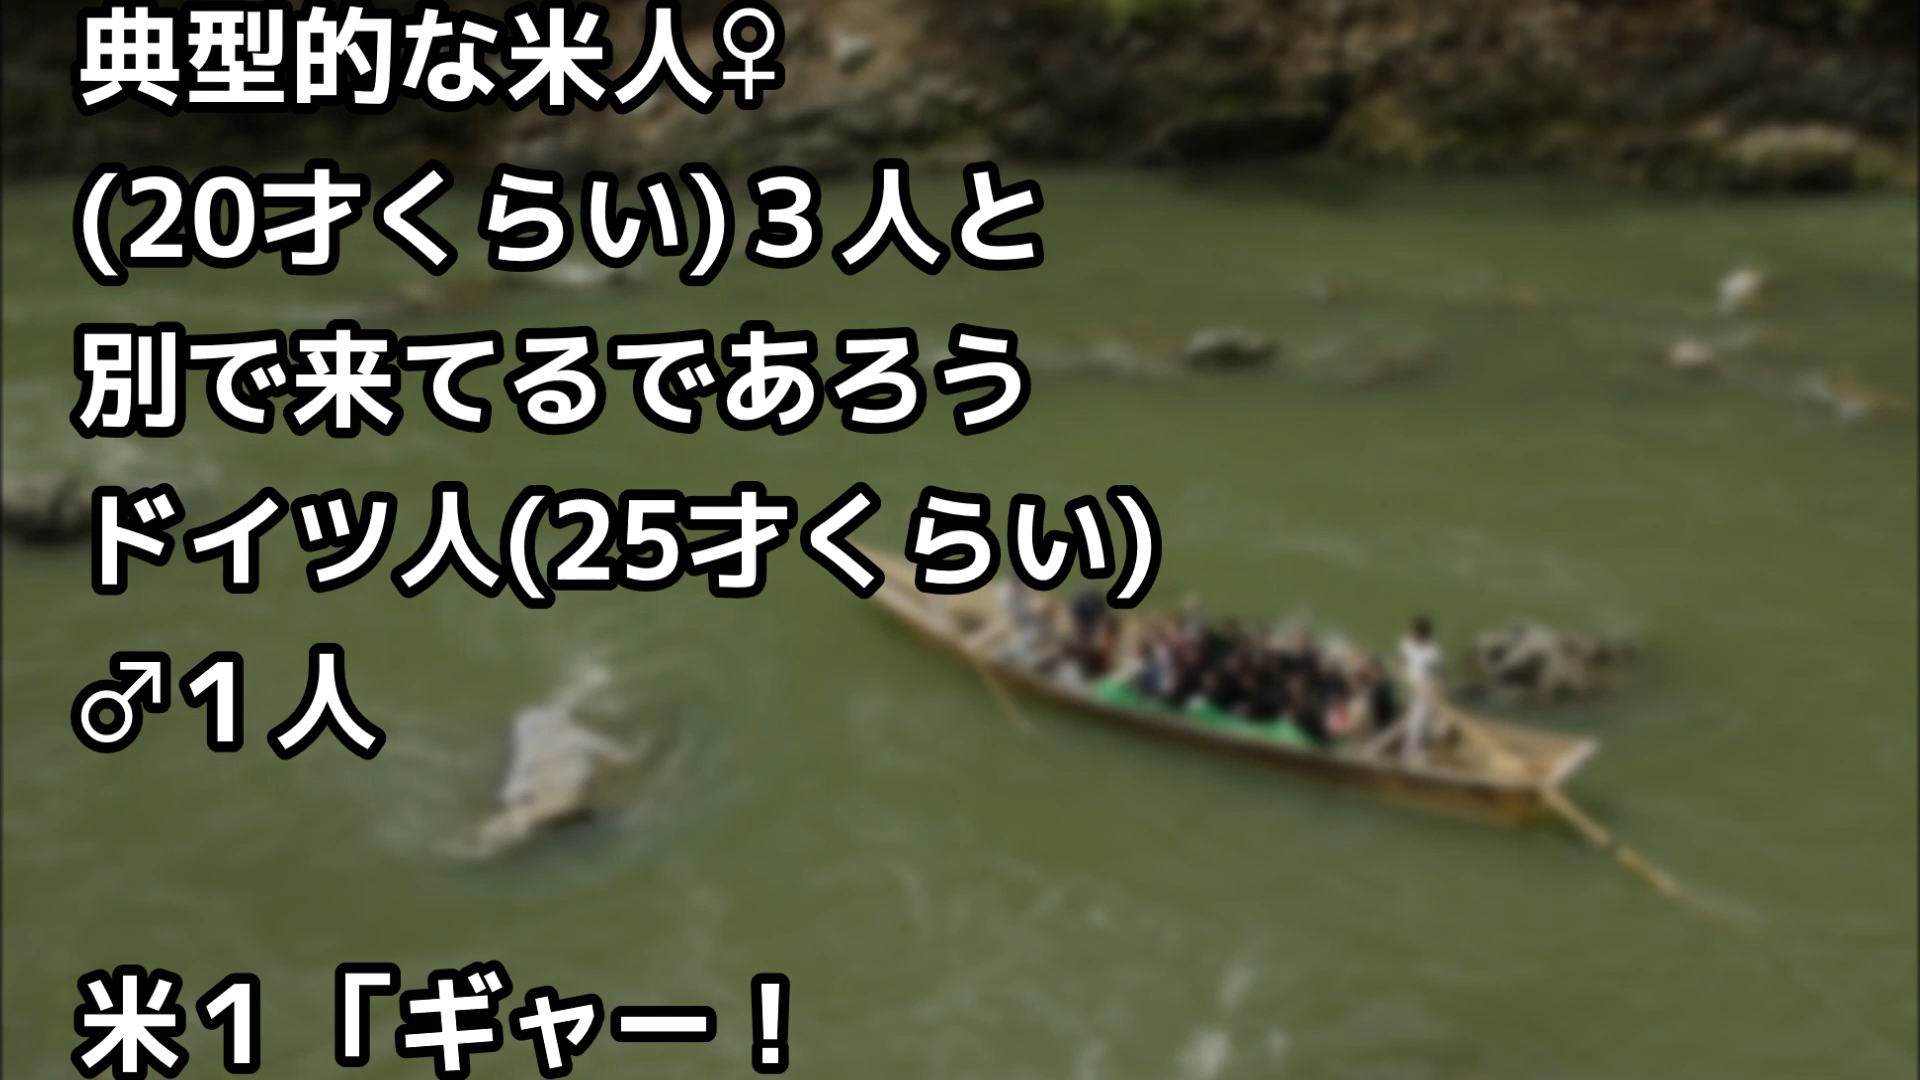 典型的な米人♀
(20才くらい)３人と
別で来てるであろう
ドイツ人(25才くらい)
♂１人
米１「ギャー！